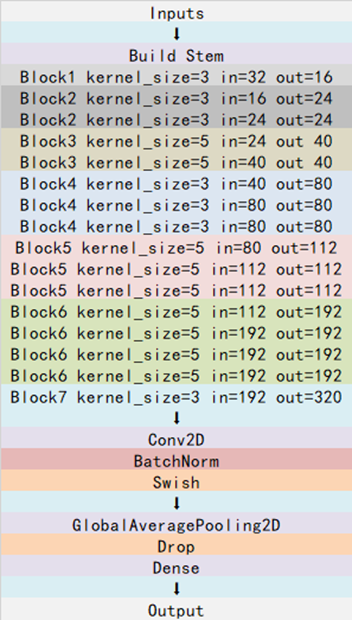 Inputs
↓
Build Stem
Block1 kernel_size=3 in=32 out=16
Block2 kernel_size=3 in=16 out=24
Block2 kernel_size=3 in=24 out=24
Block3 kernel_size=5 in=24 out 40
Block3 kernel_size=5 in=40 out 40
Block4 kernel_size=3 in=40 out=80
Block4 kernel_size=3 in=80 out=80
Block4 kernel_size=3 in=80 out=80
Block5 kernel_size=5 in=80 out=112
Block5 kernel_size=5 in=112 out=112
Block5 kernel_size=5 in=112 out=112
Block6 kernel_size=5 in=112 out=192
Block6 kernel_size=5 in=192 out=192
Block6 kernel_size=5 in=192 out=192
Block6 kernel_size=5 in=192 out=192
Block7 kernel_size=3 in=192 out=320
↓
Conv2D
BatchNorm
Swish
↓
GlobalAveragePooling2D
Drop
Dense
↓
Output